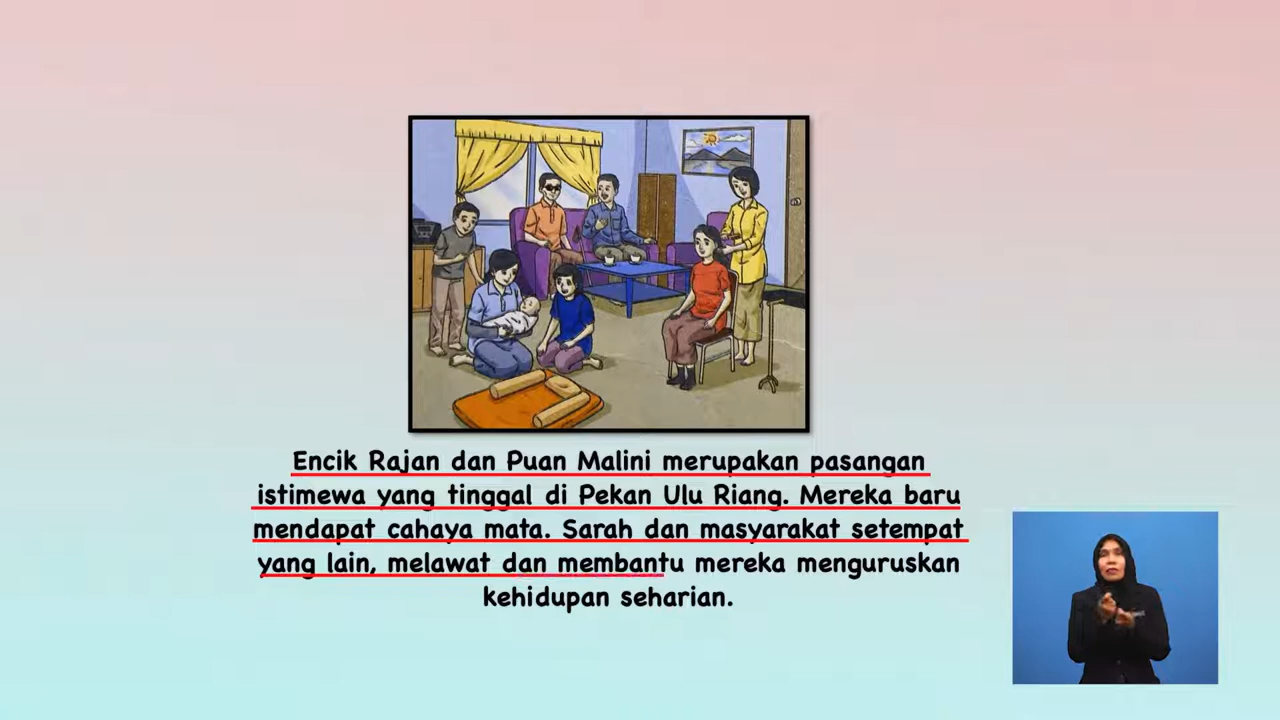 Encik Rajan dan Puan Malini merupakan pasangan
istimewa yang tinggal di Pekan Ulu Riang. Mereka baru
mendapat cahaya mata. Sarah dan masyarakat setempat
yang lain, melawat dan membantu mereka menguruskan
kehidupan seharian.